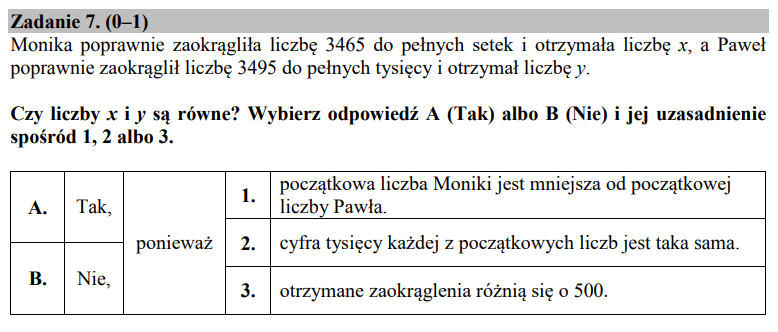 Zadanie 7. (0–1)
Monika poprawnie zaokrągliła liczbę 3465 do pełnych setek i otrzymała liczbę x, a Paweł
poprawnie zaokrąglił liczbę 3495 do pełnych tysięcy i otrzymał liczbę y.
Czy liczby x i y są równe? Wybierz odpowiedź A (Tak) albo B (Nie) i jej uzasadnienie
spośród 1, 2 albo 3.
A. Tak,
B. Nie,
ponieważ
1. początkowa liczba Moniki jest mniejsza od początkowej
liczby Pawła.
2. cyfra tysięcy każdej z początkowych liczb jest taka sama.
3. otrzymane zaokrąglenia różnią się o 500.